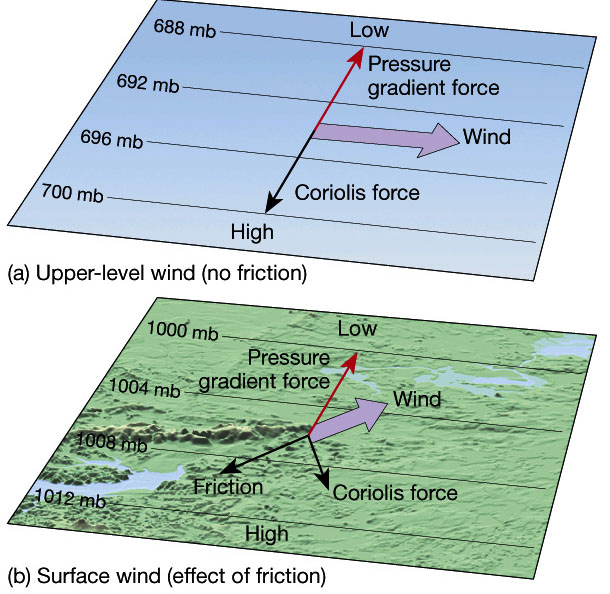 688 mb
Low
Pressure
gradient force
692 mb
Wind
696 mb
Coriolis force
700 mb
High
(a) Upper-level wind (no friction)
1000 mb
Low
Pressure
gradient force
1004 mb
Wind
1008 mb
Friction
Coriolis force
1012 mb
High
(b) Surface wind (effect of friction)